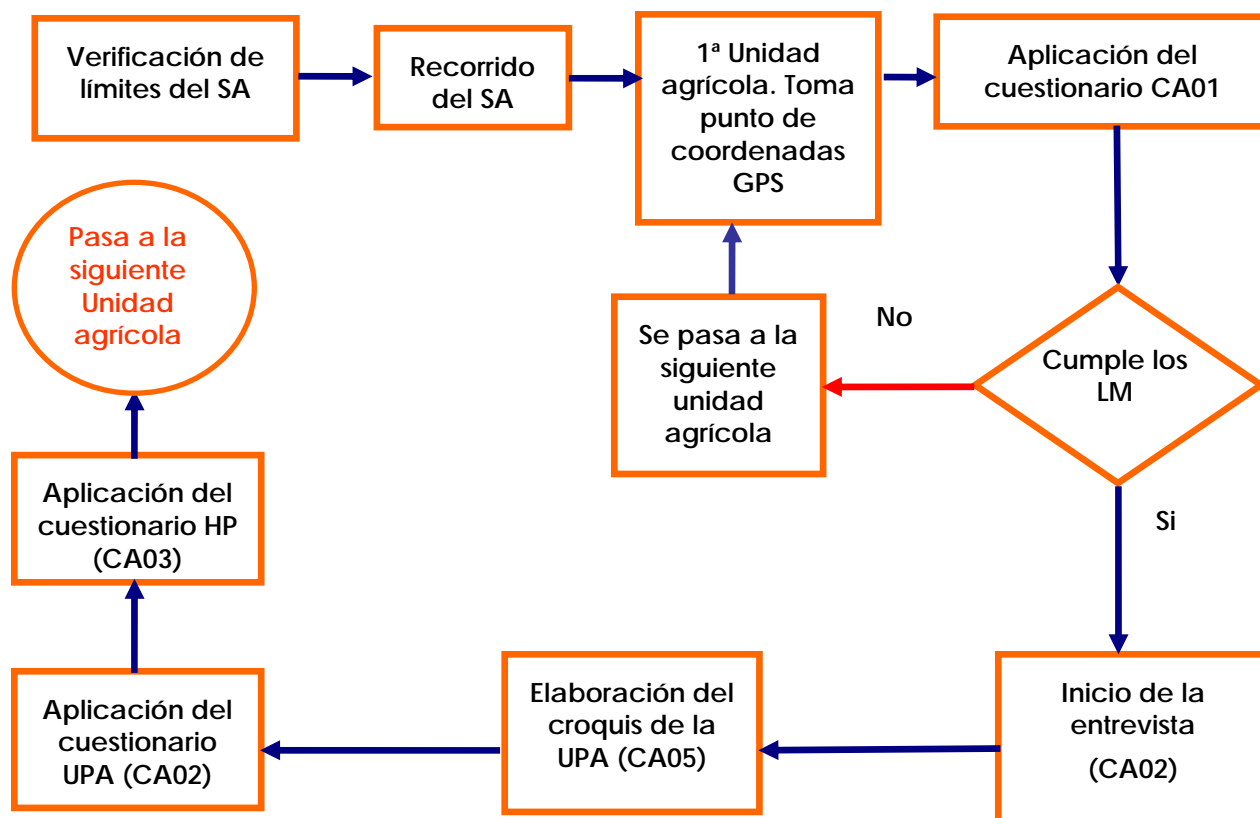 Verificación de
límites del SA
Recorrido
del SA
1ª Unidad
agrícola. Toma
punto de
coordenadas
GPS
Aplicación del
cuestionario CA01
Cumple los
LM
No
Se pasa a la
siguiente
unidad
agrícola
Si
Inicio de la
entrevista
(CA02)
Elaboración del
croquis de la
UPA (CA05)
Aplicación del
cuestionario
UPA (CA02)
Aplicación del
cuestionario HP
(CA03)
Pasa a la
siguiente
Unidad
agrícola